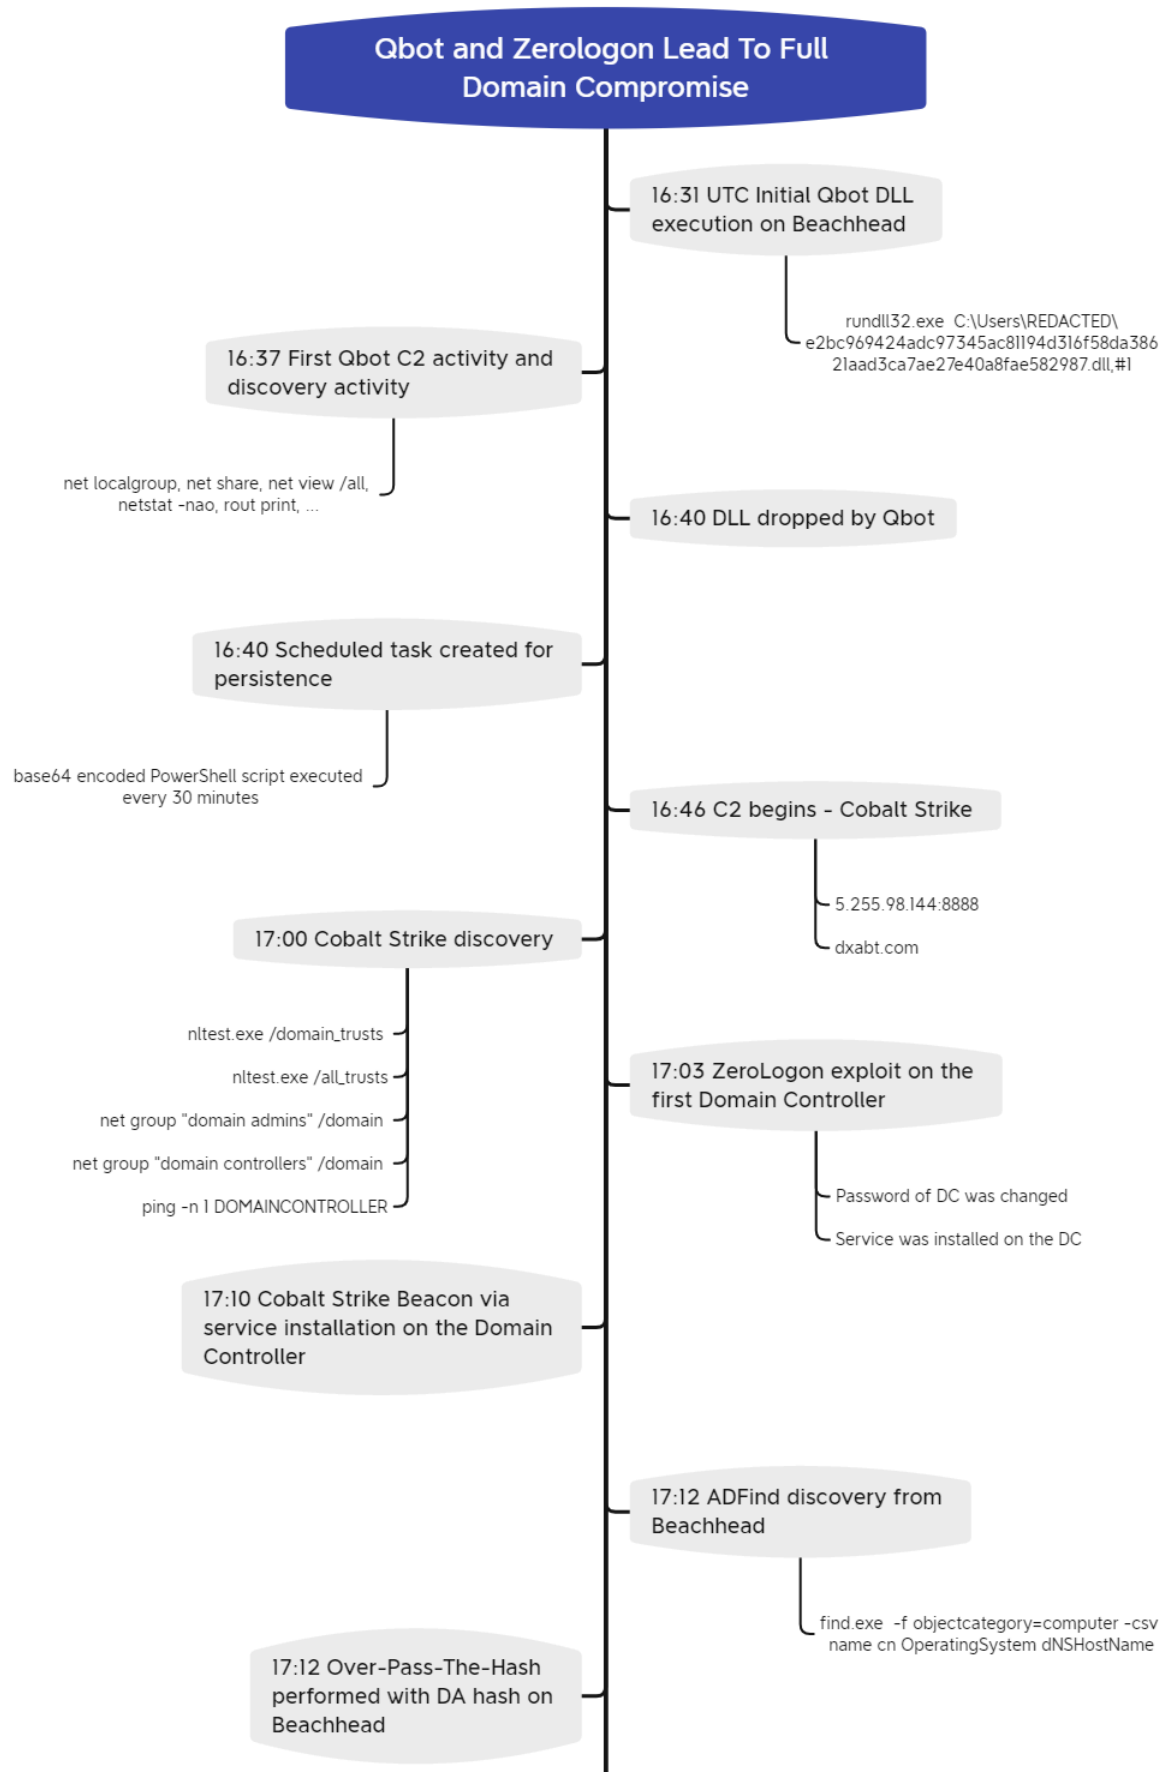 Qbot and Zerologon Lead To Full
Domain Compromise
16:31 UTC Initial Qbot DLL
execution on Beachhead
rundll32.exe  C:\Users\REDACTED\
e2bc969424adc97345ac81194d316f58da386
21aad3ca7ae27e40a8fae582987.dll,#1
16:37 First Qbot C2 activity and
discovery activity
net localgroup, net share, net view /all,
netstat -nao, rout print, ...
16:40 DLL dropped by Qbot
16:40 Scheduled task created for
persistence
base64 encoded PowerShell script executed
every 30 minutes
16:46 C2 begins - Cobalt Strike
5.255.98.144:8888
dxabt.com
17:00 Cobalt Strike discovery
nltest.exe /domain_trusts
nltest.exe /all_trusts
net group "domain admins" /domain
net group "domain controllers" /domain
ping -n 1 DOMAINCONTROLLER
17:03 ZeroLogon exploit on the
first Domain Controller
Password of DC was changed
Service was installed on the DC
17:10 Cobalt Strike Beacon via
service installation on the Domain
Controller
17:12 ADFind discovery from
Beachhead
find.exe  -f objectcategory=computer -csv
name cn OperatingSystem dNSHostName
17:12 Over-Pass-The-Hash
performed with DA hash on
Beachhead